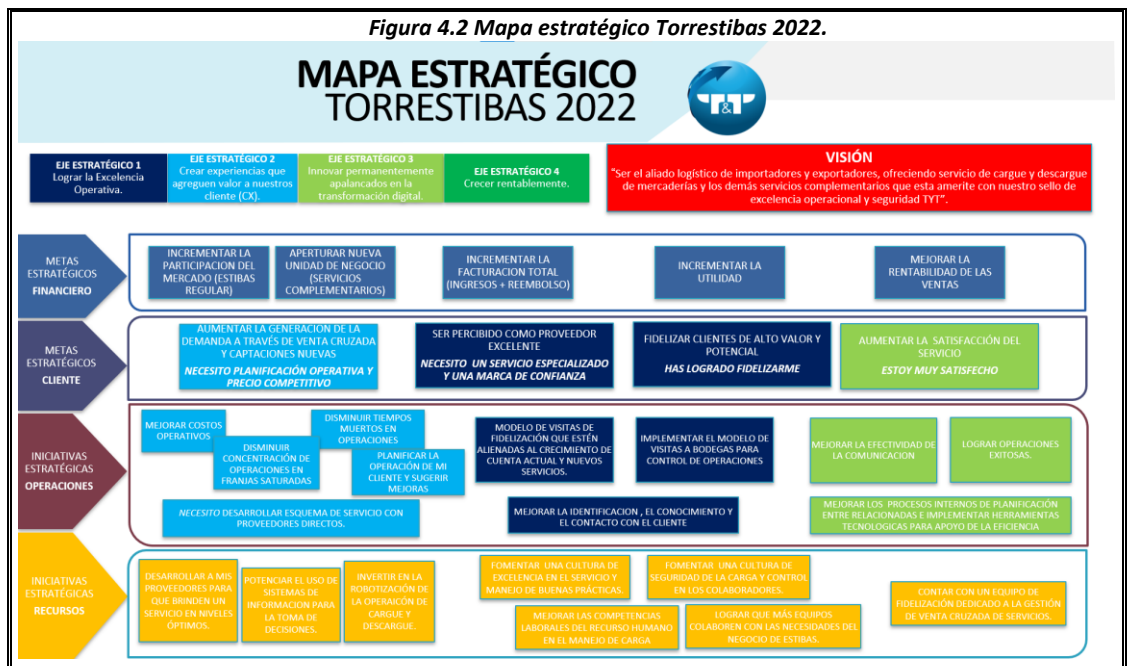 Figura 4.2 Mapa estratégico Torrestibas 2022.
MAPA ESTRATÉGICO
TORRESTIBAS 2022
T&T
EJE ESTRATÉGICO 1
Lograr la Excelencia
Operativa.
EJE ESTRATÉGICO 2
Crear experiencias que
agreguen valor a nuestros
cliente (CX).
EJE ESTRATÉGICO 3
Innovar permanentemente
apalancados en la
transformación digital.
EJE ESTRATÉGICO 4
Crecer rentablemente.
VISIÓN
"Ser el aliado logístico de importadores y exportadores, ofreciendo servicio de cargue y descargue
de mercaderías y los demás servicios complementarios que esta amerite con nuestro sello de
excelencia operacional y seguridad TYT".
METAS
ESTRATÉGICOS
FINANCIERO
INCREMENTAR LA
PARTICIPACION DEL
MERCADO (ESTIBAS
REGULAR)
APERTURAR NUEVA
UNIDAD DE NEGOCIO
(SERVICIOS
COMPLEMENTARIOS)
INCREMENTAR LA
FACTURACION TOTAL
(INGRESOS + REEMBOLSO)
INCREMENTAR LA
UTILIDAD
MEJORAR LA
RENTABILIDAD DE LAS
VENTAS
METAS
ESTRATÉGICOS
CLIENTE
AUMENTAR LA GENERACION DE LA
DEMANDA A TRAVÉS DE VENTA CRUZADA
Y CAPTACIONES NUEVAS
NECESITO PLANIFICACIÓN OPERATIVA Y
PRECIO COMPETITIVO
SER PERCIBIDO COMO PROVEEDOR
EXCELENTE
NECESITO UN SERVICIO ESPECIALIZADO
Y UNA MARCA DE CONFIANZA
FIDELIZAR CLIENTES DE ALTO VALOR Y
POTENCIAL
HAS LOGRADO FIDELIZARME
AUMENTAR LA SATISFACCIÓN DEL
SERVICIO
ESTOY MUY SATISFECHO
INICIATIVAS
ESTRATÉGICAS
OPERACIONES
MEJORAR COSTOS
OPERATIVOS
DISMINUIR
CONCENTRACIÓN DE
OPERACIONES EN
FRANJAS SATURADAS
DISMINUIR TIEMPOS
MUERTOS EN
OPERACIONES
PLANIFICAR LA
OPERACIÓN DE MI
CLIENTE Y SUGERIR
MEJORAS
NECESITO DESARROLLAR ESQUEMA DE SERVICIO CON
PROVEEDORES DIRECTOS.
MODELO DE VISITAS DE
FIDELIZACIÓN QUE ESTÉN
ALIENADAS AL CRECIMIENTO DE
CUENTA ACTUAL Y NUEVOS
SERVICIOS.
IMPLEMENTAR EL MODELO DE
VISITAS A BODEGAS PARA
CONTROL DE OPERACIONES
MEJORAR LA IDENTIFICACION , EL CONOCIMIENTO Y
EL CONTACTO CON EL CLIENTE
MEJORAR LA EFECTIVIDAD DE
LA COMUNICACION
LOGRAR OPERACIONES
EXITOSAS.
MEJORAR LOS PROCESOS INTERNOS DE PLANIFICACIÓN
ENTRE RELACIONADAS E IMPLEMENTAR HERRAMIENTAS
TECNOLOGICAS PARA APOYO DE LA EFICIENCIA
INICIATIVAS
ESTRATÉGICAS
RECURSOS
DESARROLLAR A MIS
PROVEEDORES PARA
QUE BRINDEN UN
SERVICIO EN NIVELES
ÓPTIMOS.
POTENCIAR EL USO DE
SISTEMAS DE
INFORMACION PARA
LA TOMA DE
DECISIONES.
INVERTIR EN LA
ROBOTIZACIÓN DE
LA OPERAICÓN DE
CARGUE Y
DESCARGUE.
FOMENTAR UNA CULTURA DE
EXCELENCIA EN EL SERVICIO Y
MANEJO DE BUENAS PRÁCTICAS.
FOMENTAR UNA CULTURA DE
SEGURIDAD DE LA CARGA Y CONTROL
EN LOS COLABORADORES.
MEJORAR LAS COMPETENCIAS
LABORALES DEL RECURSO HUMANO
EN EL MANEJO DE CARGA
LOGRAR QUE MÁS EQUIPOS
COLABOREN CON LAS NECESIDADES DEL
NEGOCIO DE ESTIBAS.
CONTAR CON UN EQUIPO DE
FIDELIZACIÓN DEDICADO A LA GESTIÓN
DE VENTA CRUZADA DE SERVICIOS.